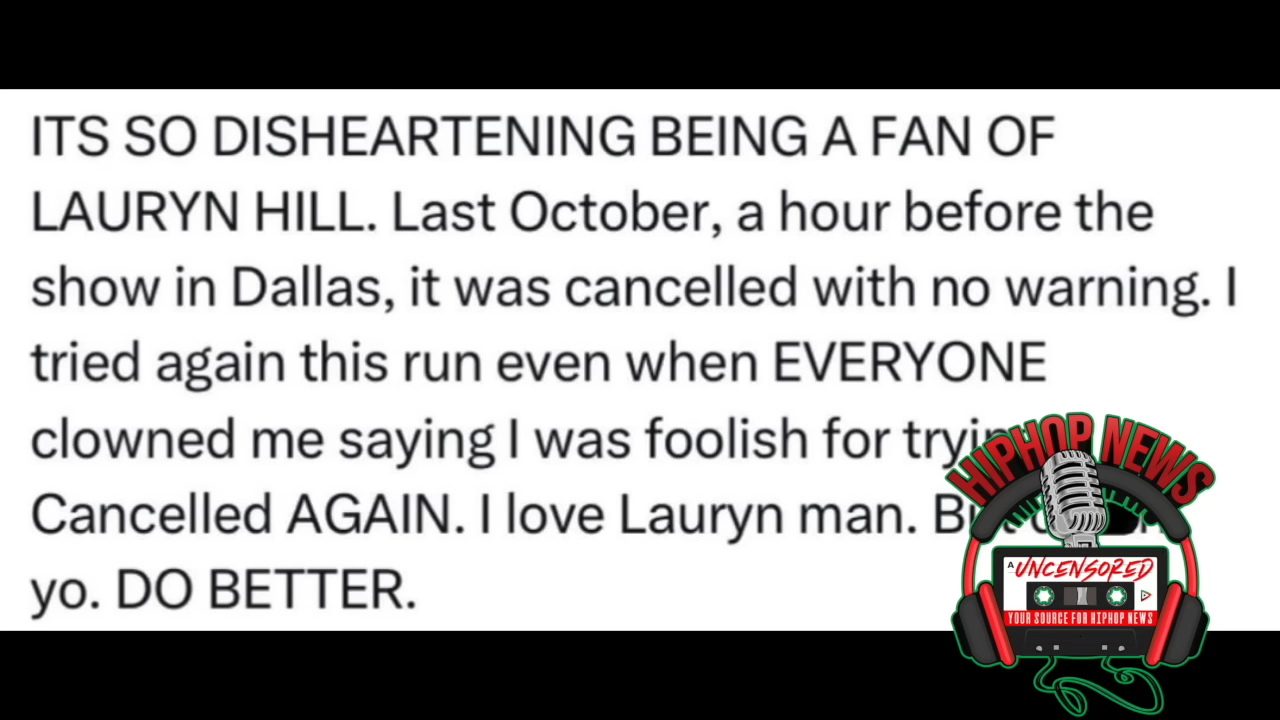 ITS SO DISHEARTENING BEING A FAN OF
LAURYN HILL. Last October, a hour before the
show in Dallas, it was cancelled with no warning. I
tried again this run even when EVERYONE
clowned me saying I was foolish for
Cancelled AGAIN. I love Lauryn man.
yo. DO BETTER.
HIPHOP NEWS
A UNCENSORED
YOUR SOURCE FOR HIPHOP NEWS